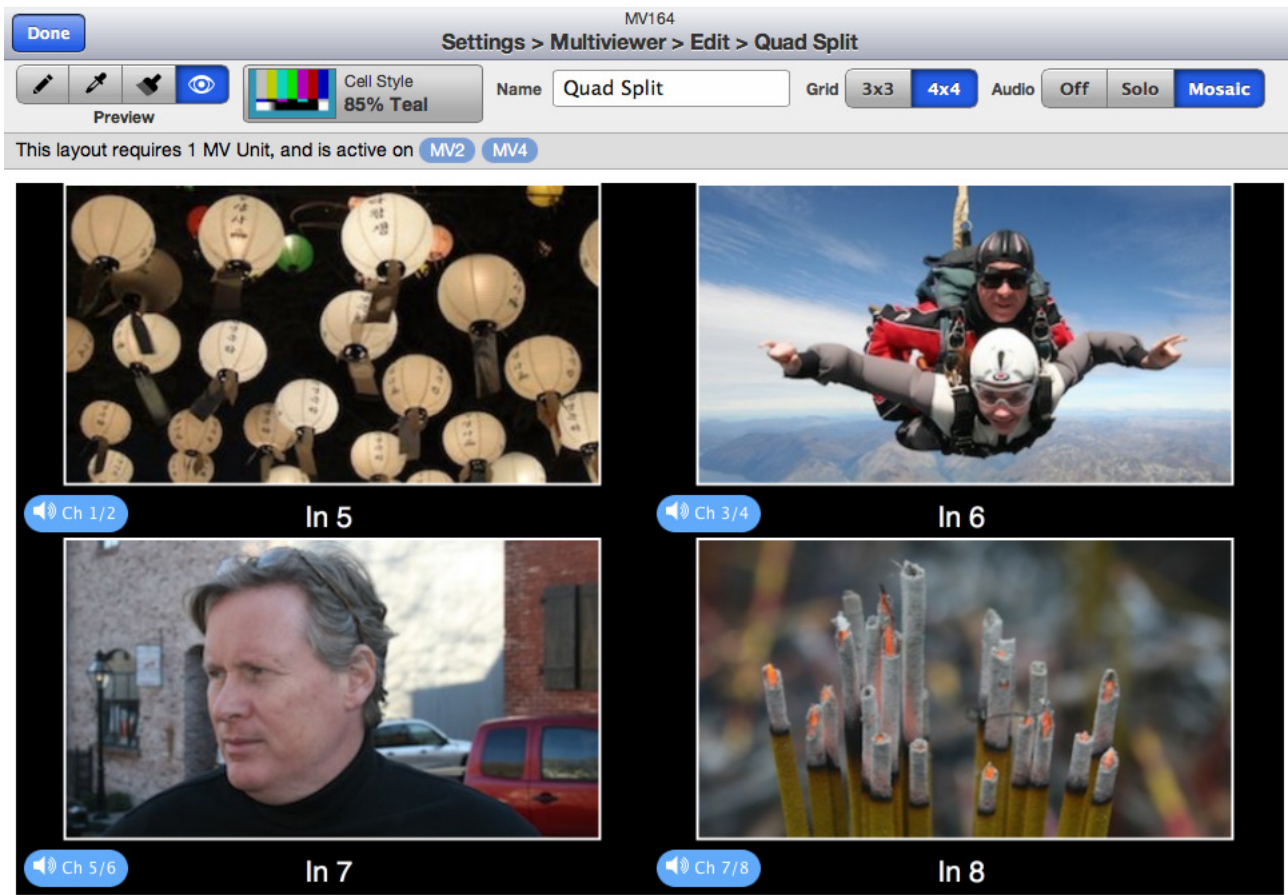 MV164
Done
Settings > Multiviewer > Edit > Quad Split
Preview
Cell Style
85% Teal
Name Quad Split
Grid 3x3 4x4
Audio Off Solo Mosaic
This layout requires 1 MV Unit, and is active on MV2 MV4
Ch 1/2 In 5
Ch 3/4 In 6
Ch 5/6 In 7
Ch 7/8 In 8